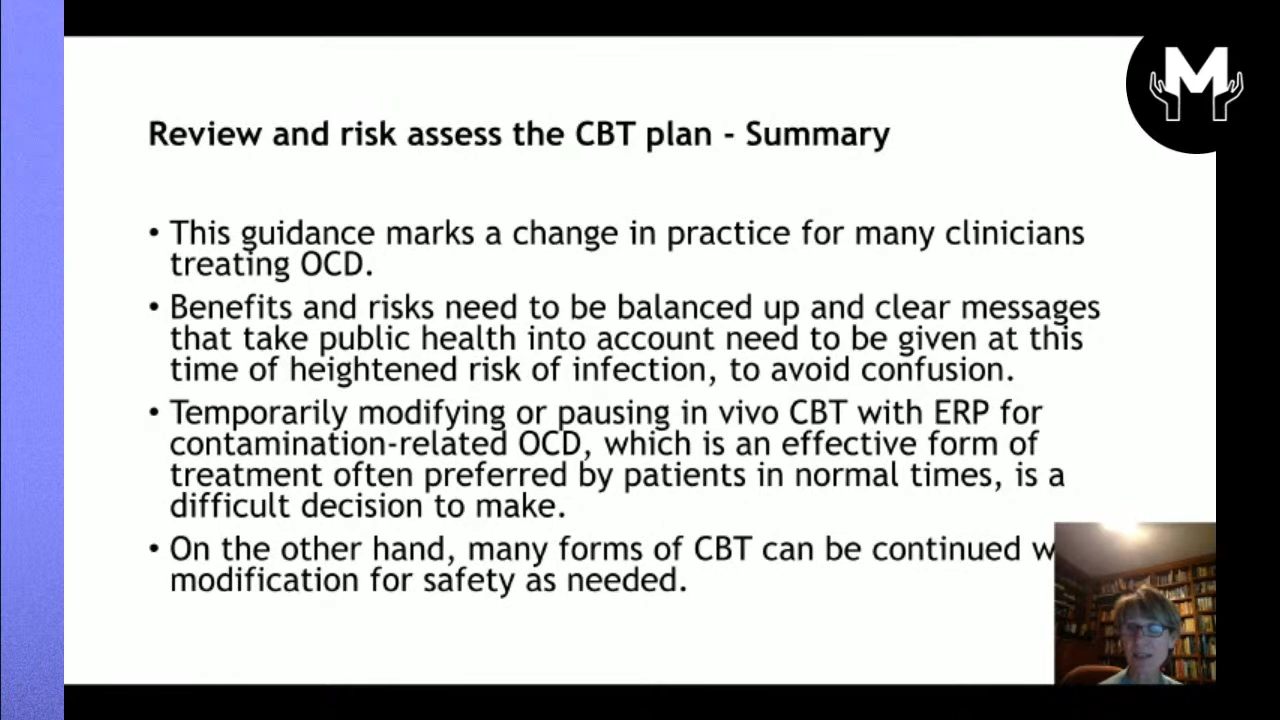 M
Review and risk assess the CBT plan - Summary
• This guidance marks a change in practice for many clinicians
treating OCD.
• Benefits and risks need to be balanced up and clear messages
that take public health into account need to be given at this
time of heightened risk of infection, to avoid confusion.
• Temporarily modifying or pausing in vivo CBT with ERP for
contamination-related OCD, which is an effective form of
treatment often preferred by patients in normal times, is a
difficult decision to make.
• On the other hand, many forms of CBT can be continued
modification for safety as needed.